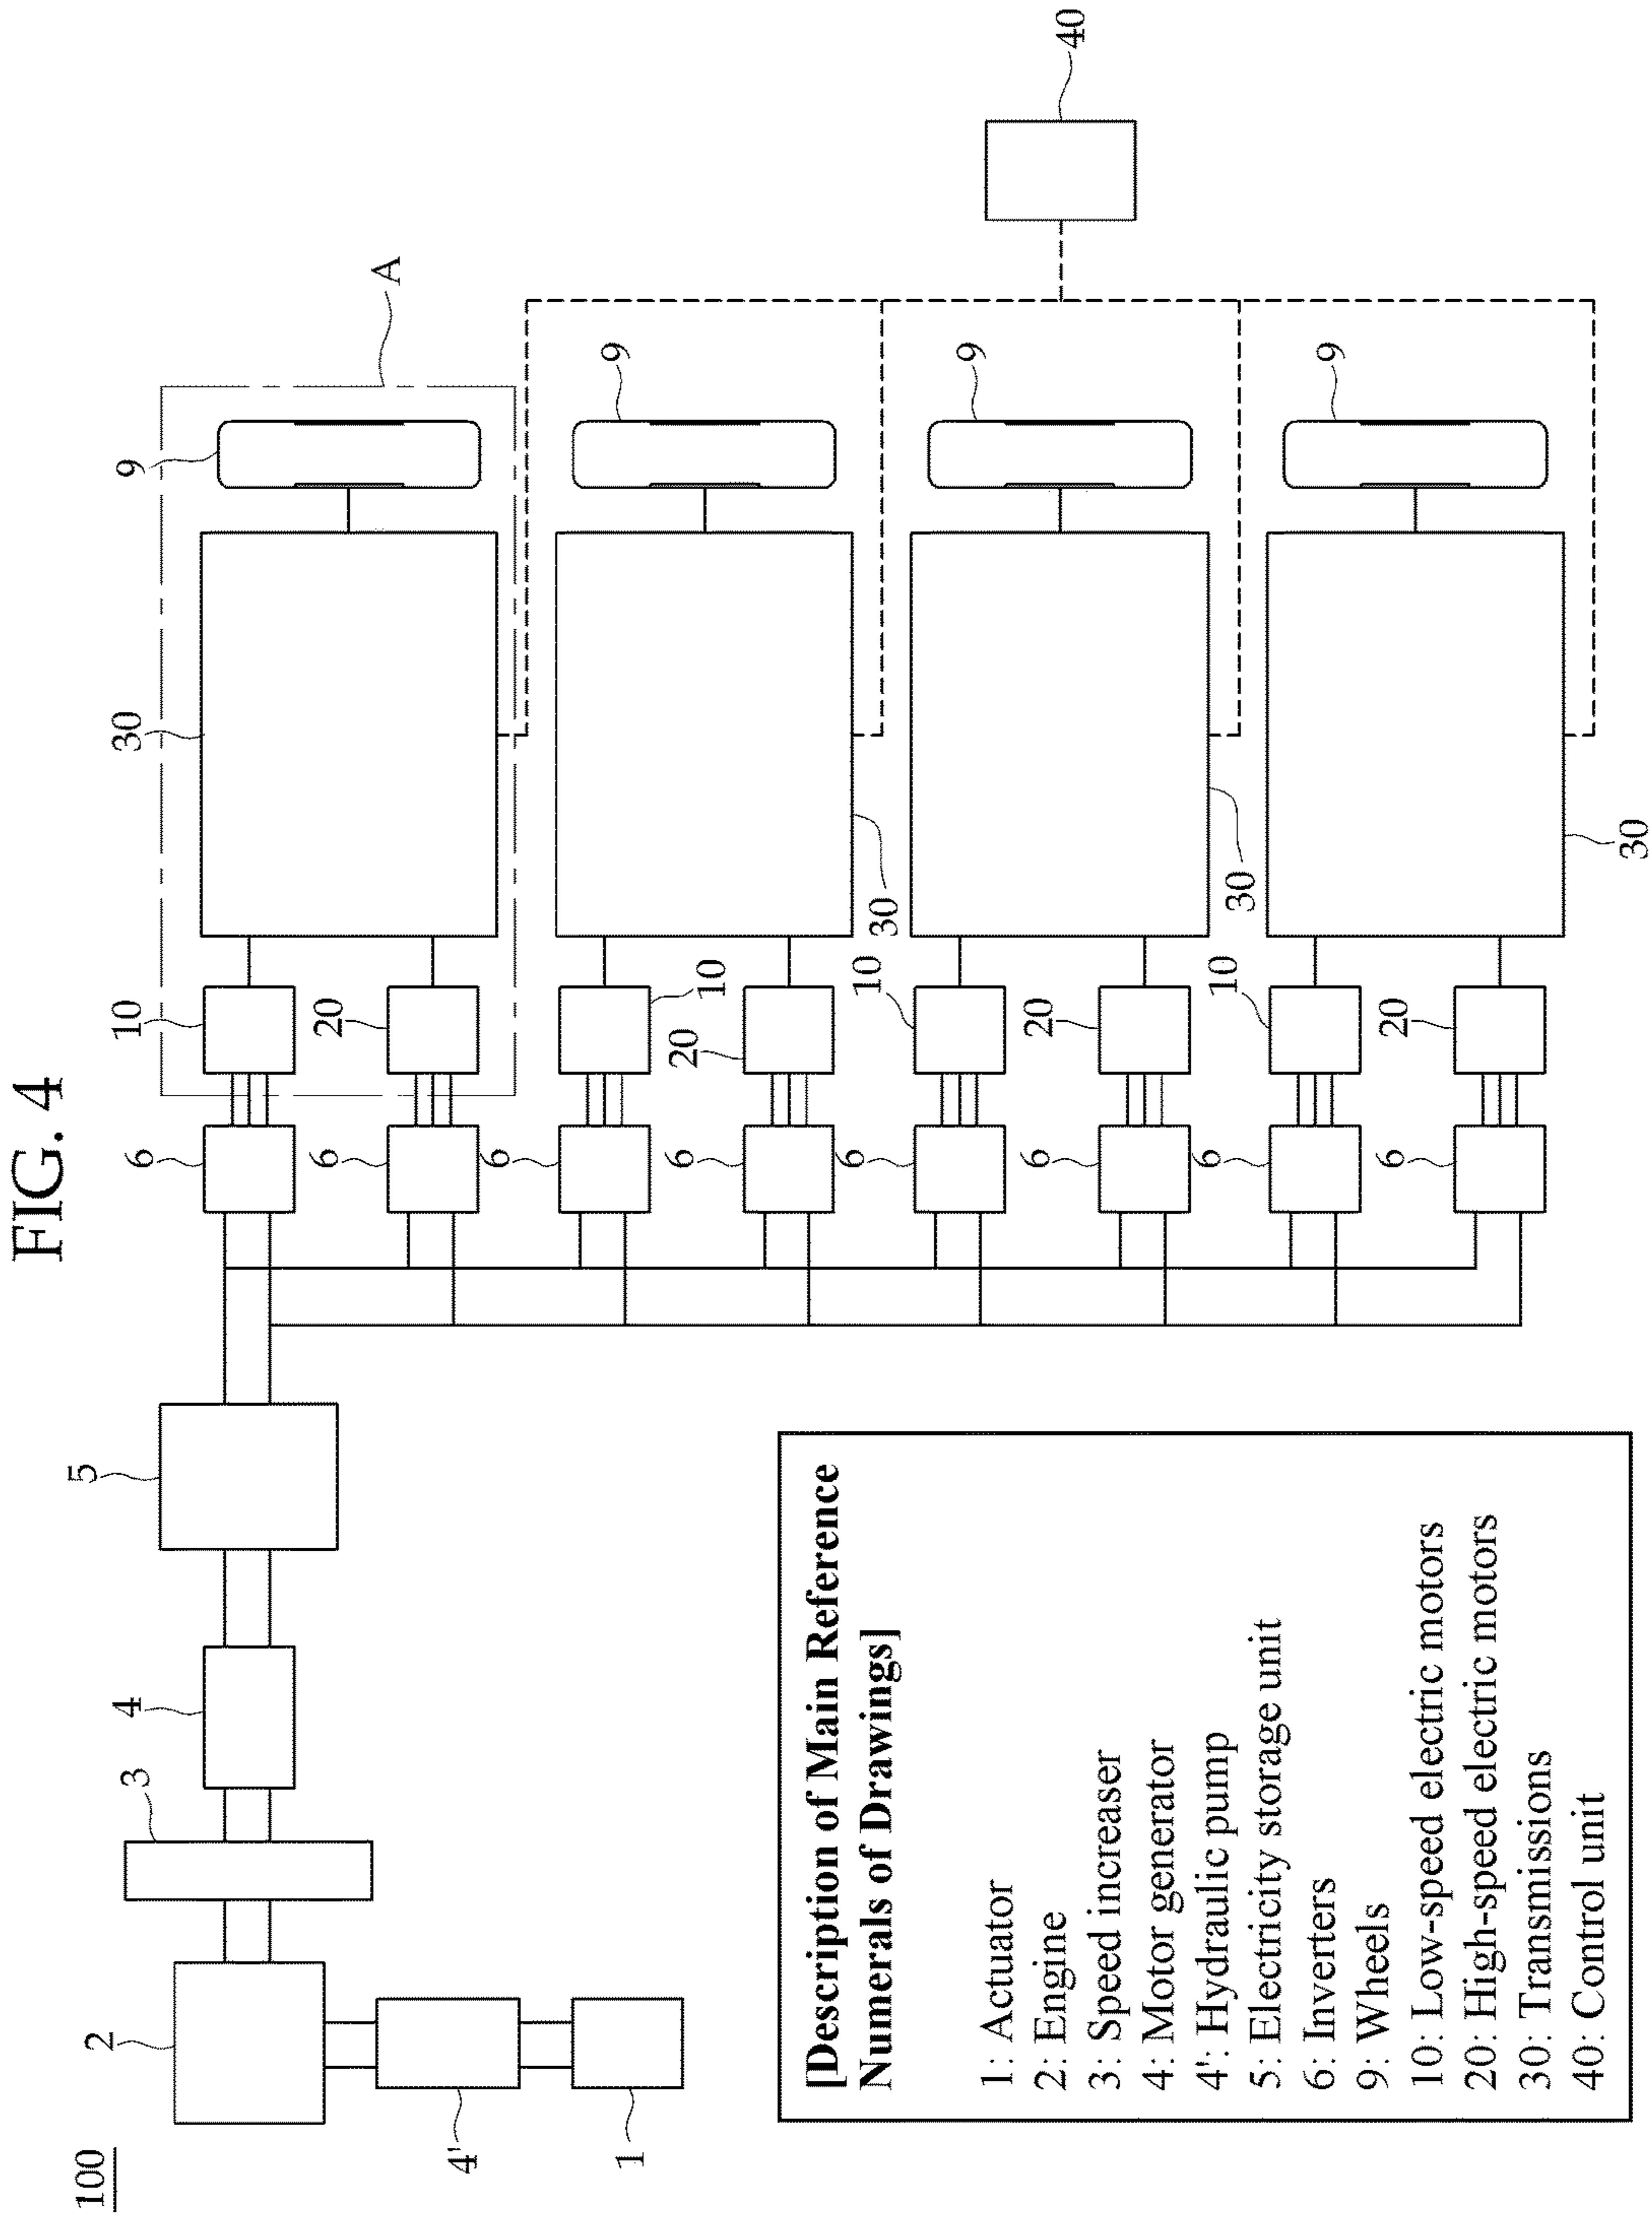 FIG. 4
100
2
3
4
5
6
10
30
9
6
20
A
4'
1
6
10
6
20
30
9
6
10
6
20
30
9
40
6
10
6
20
30
9
[Description of Main Reference
Numerals of Drawings]
1: Actuator
2: Engine
3: Speed increaser
4: Motor generator
4': Hydraulic pump
5: Electricity storage unit
6: Inverters
9: Wheels
10: Low-speed electric motors
20: High-speed electric motors
30: Transmissions
40: Control unit